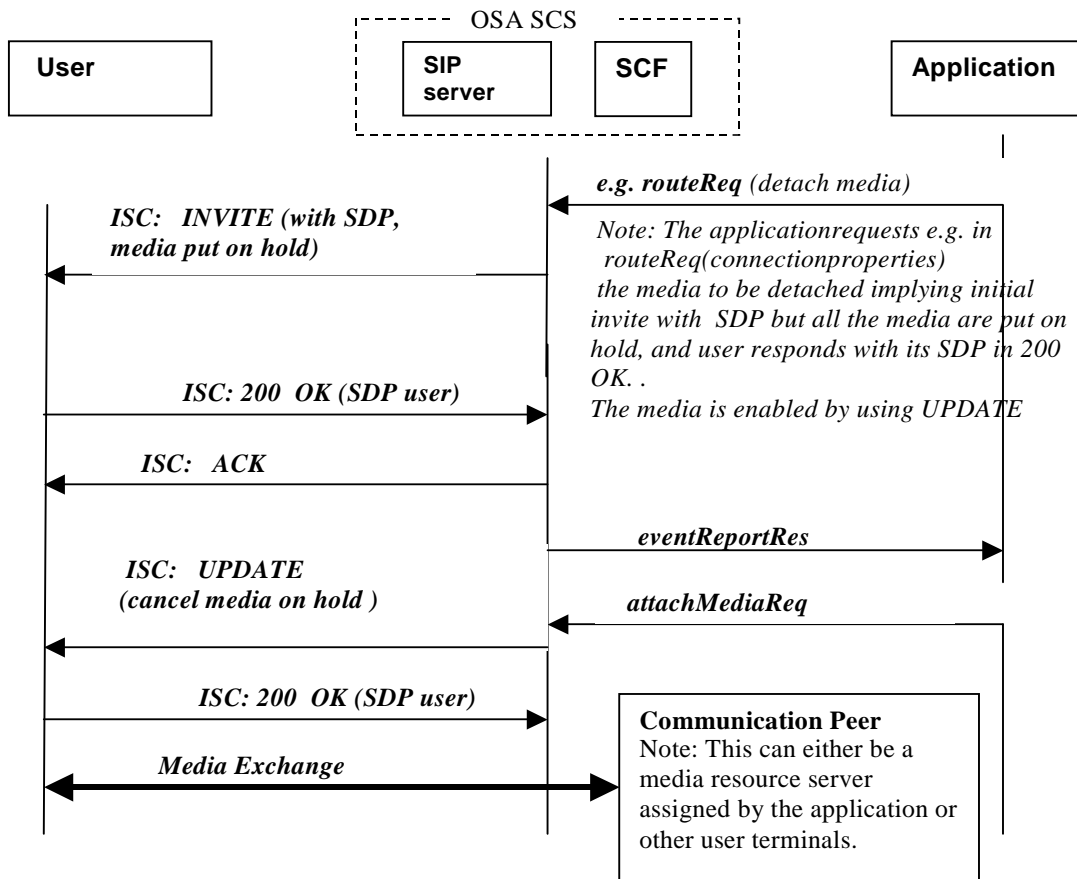 OSA SCS
User
SIP
server
SCF
Application
e.g. routeReq (detach media)
ISC:   INVITE (with SDP,
media put on hold)
Note: The applicationrequests e.g. in
routeReq(connectionproperties)
the media to be detached implying initial
invite with  SDP but all the media are put on
hold, and user responds with its SDP in 200
OK. .
The media is enabled by using UPDATE
ISC: 200  OK (SDP user)
ISC:   ACK
eventReportRes
ISC:   UPDATE
(cancel media on hold )
attachMediaReq
ISC: 200  OK (SDP user)
Media Exchange
Communication Peer
Note: This can either be a
media resource server
assigned by the application or
other user terminals.